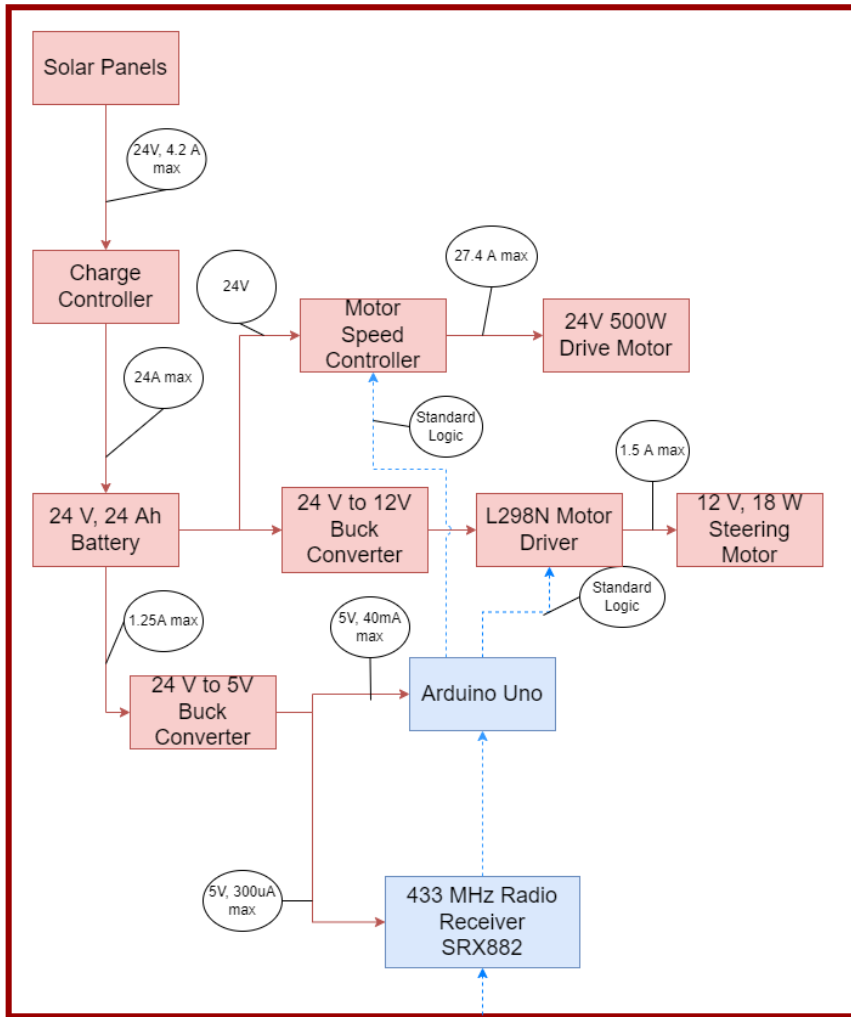 Solar Panels
24V, 4.2 A
max
Charge
Controller
24V
Motor
Speed
Controller
27.4 A max
24V 500W
Drive Motor
24A max
Standard
Logic
1.5 A max
24 V, 24 Ah
Battery
24 V to 12V
Buck
Converter
L298N Motor
Driver
12 V, 18 W
Steering
Motor
Standard
Logic
1.25A max
5V, 40mA
max
24 V to 5V
Buck
Converter
Arduino Uno
5V, 300uA
max
433 MHz Radio
Receiver
SRX882